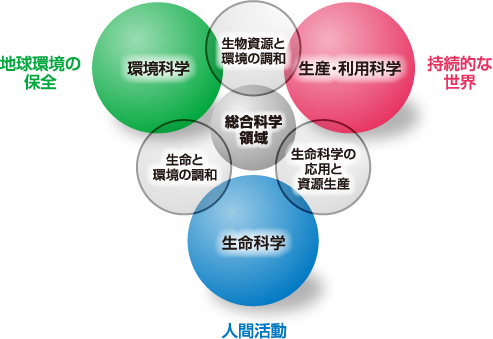 生物資源と
環境の調和
地球環境の
保全
環境科学
生産・利用科学
持続的な
世界
総合科学
領域
生命と
環境の調和
生命科学の
応用と
資源生産
生命科学
人間活動